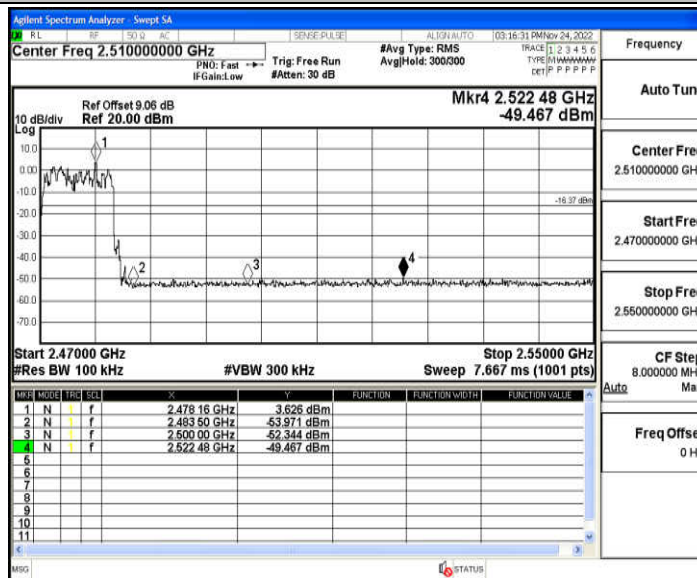 Agilent Spectrum Analyzer - Swept SA
RL RF 50 Ω AC SENSE:PULSE ALIGN AUTO 03:16:31 PM Nov 24, 2022
Center Freq 2.510000000 GHz
PNO: Fast
IFGain:Low
Trig: Free Run
#Atten: 30 dB
#Avg Type: RMS
Avg|Hold: 300/300
TRACE 1 2 3 4 5 6
TYPE M W W W W W
DET P P P P P P
Frequency
Auto Tun
Center Fre
2.510000000 GH
Start Fre
2.470000000 GH
Stop Fre
2.550000000 GH
CF Step
8.000000 MH
Auto Ma
Freq Offse
0 H
Ref Offset 9.06 dB
10 dB/div Ref 20.00 dBm
Log
Mkr4 2.522 48 GHz
-49.467 dBm
10.0
0.00
-10.0
-20.0
-30.0
-40.0
-50.0
-60.0
-70.0
1
2
3
4
-16.37 dBm
Start 2.47000 GHz Stop 2.55000 GHz
#Res BW 100 kHz #VBW 300 kHz Sweep 7.667 ms (1001 pts)
MKR MODE TRC SCL X Y FUNCTION FUNCTION WIDTH FUNCTION VALUE
1 N 1 f 2.478 16 GHz 3.626 dBm
2 N 1 f 2.483 50 GHz -53.971 dBm
3 N 1 f 2.500 00 GHz -52.344 dBm
4 N 1 f 2.522 48 GHz -49.467 dBm
5
6
7
8
9
10
11
MSG STATUS